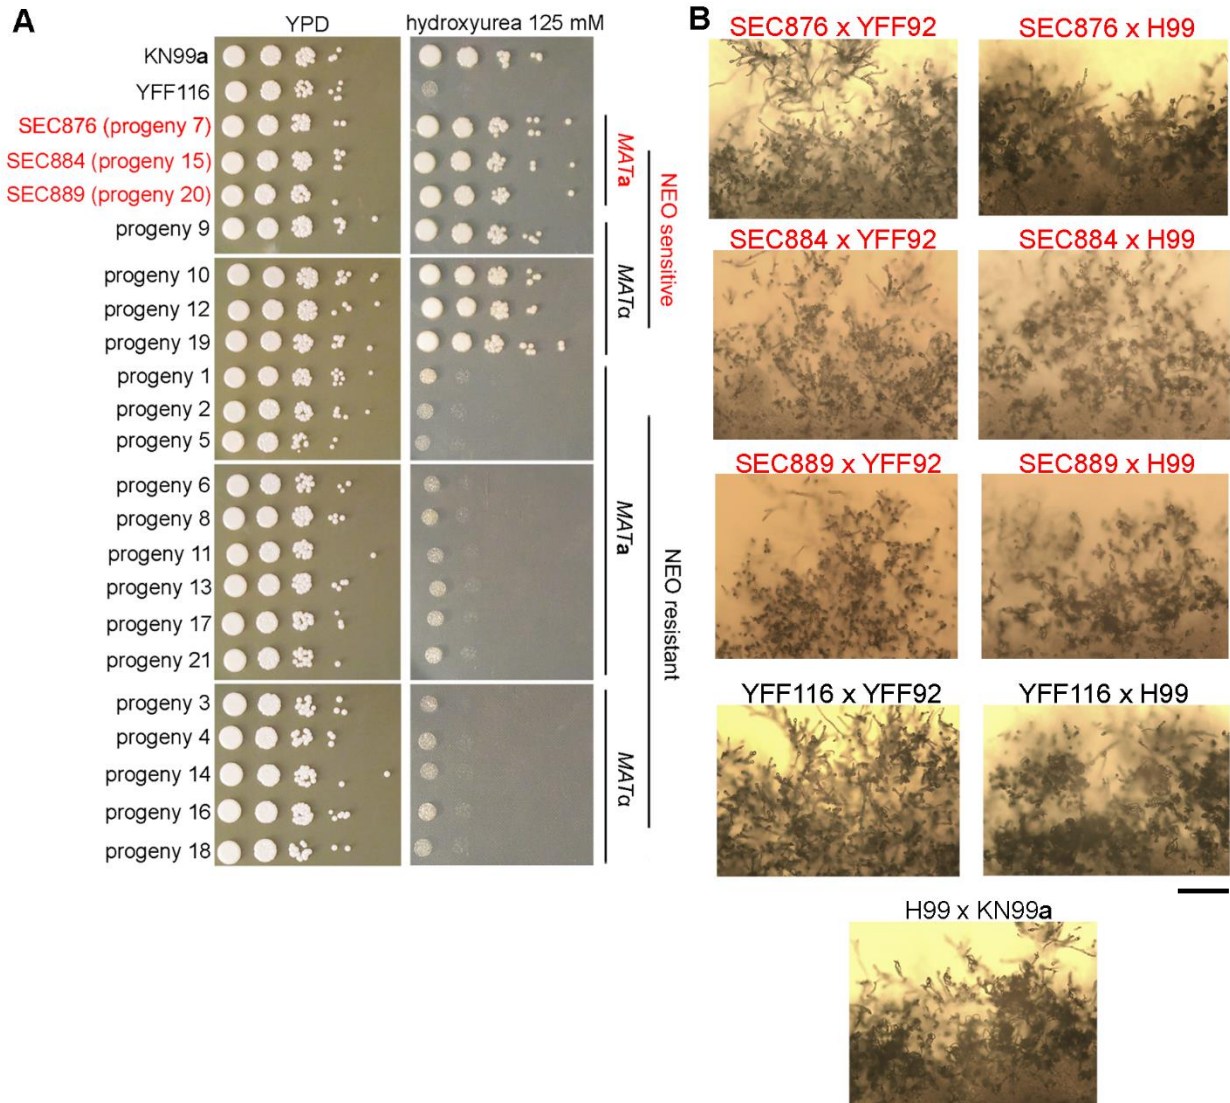 A
YPD
hydroxyurea 125 mM
KN99a
YFF116
SEC876 (progeny 7)
SEC884 (progeny 15)
SEC889 (progeny 20)
progeny 9
progeny 10
progeny 12
progeny 19
progeny 1
progeny 2
progeny 5
progeny 6
progeny 8
progeny 11
progeny 13
progeny 17
progeny 21
progeny 3
progeny 4
progeny 14
progeny 16
progeny 18
MATa
MATα
MATa
MATα
NEO sensitive
NEO resistant
B
SEC876 x YFF92
SEC876 x H99
SEC884 x YFF92
SEC884 x H99
SEC889 x YFF92
SEC889 x H99
YFF116 x YFF92
YFF116 x H99
H99 x KN99a